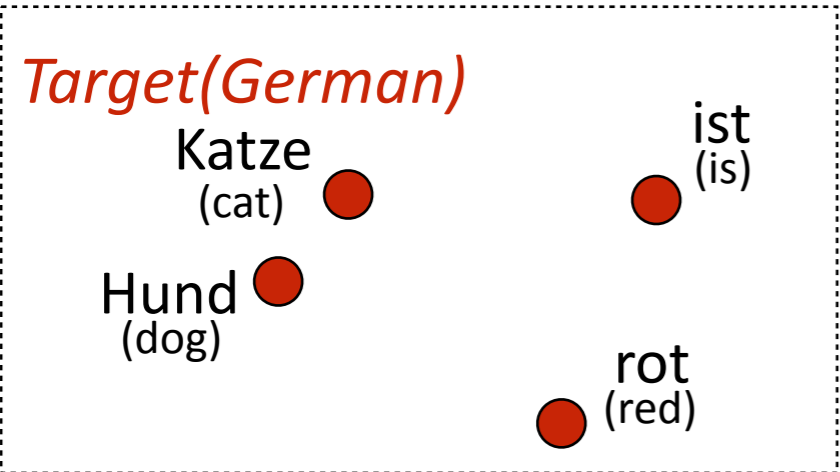 Target(German)
Katze
(cat)
ist
(is)
Hund
(dog)
rot
(red)